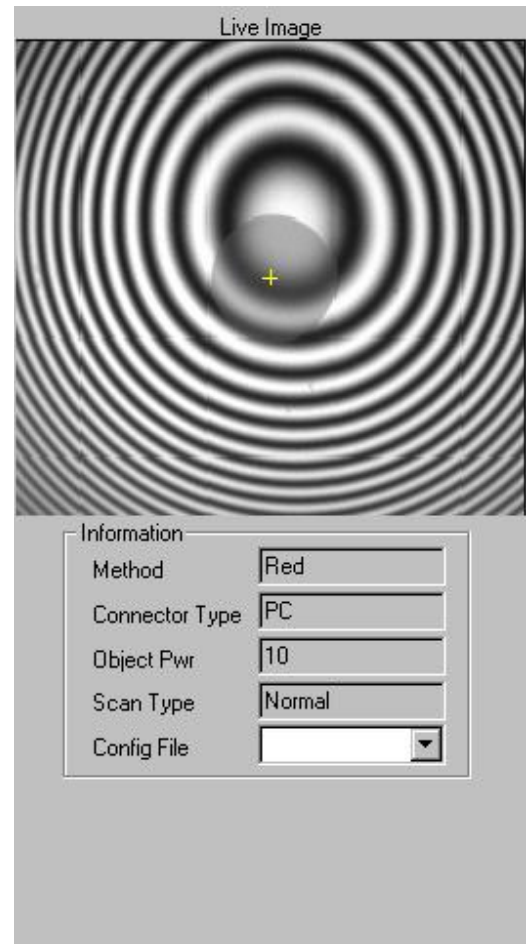 Live Image
Information
Method Red
Connector Type PC
Object Pwr 10
Scan Type Normal
Config File